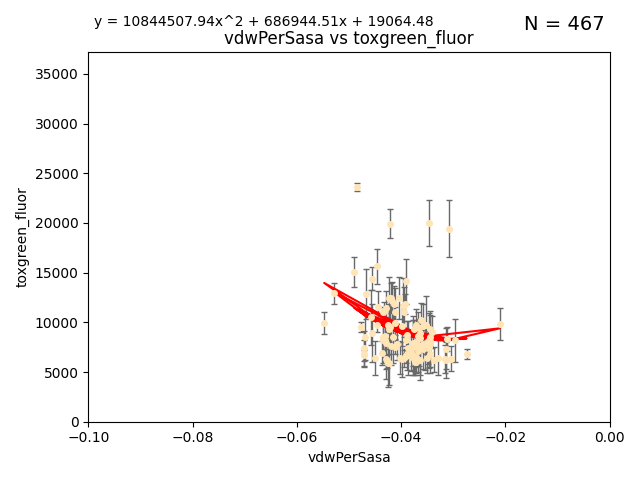 y = 10844507.94x^2 + 686944.51x + 19064.48
N = 467
vdwPerSasa vs toxgreen_fluor
35000
30000
25000
20000
15000
10000
5000
0
toxgreen_fluor
−0.10
−0.08
−0.06
−0.04
−0.02
0.00
vdwPerSasa